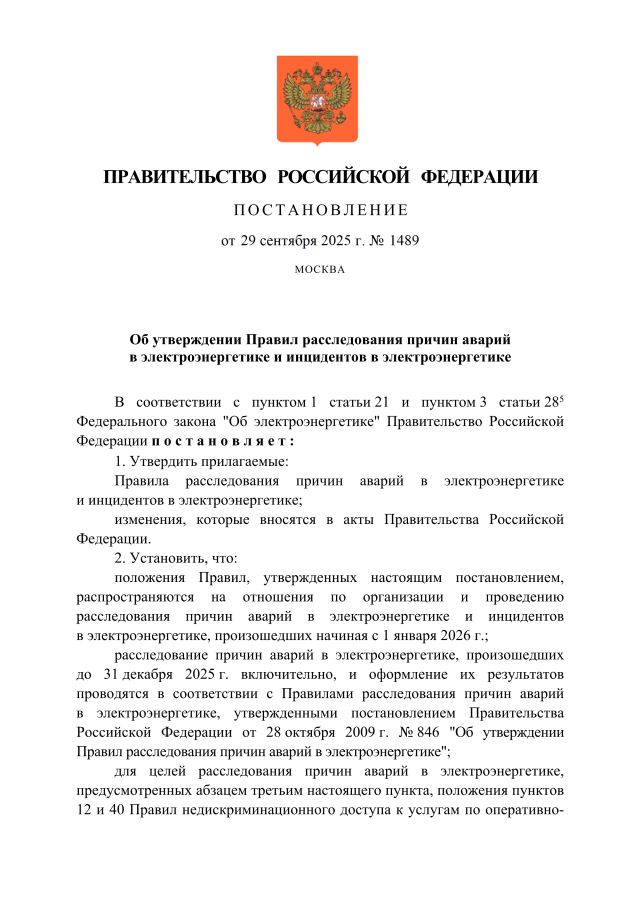 ПРАВИТЕЛЬСТВО РОССИЙСКОЙ ФЕДЕРАЦИИ
ПОСТАНОВЛЕНИЕ
от 29 сентября 2025 г. № 1489
МОСКВА
Об утверждении Правил расследования причин аварий
в электроэнергетике и инцидентов в электроэнергетике
В соответствии с пунктом 1 статьи 21 и пунктом 3 статьи 28⁵
Федерального закона "Об электроэнергетике" Правительство Российской
Федерации постановляет:
1. Утвердить прилагаемые:
Правила расследования причин аварий в электроэнергетике
и инцидентов в электроэнергетике;
изменения, которые вносятся в акты Правительства Российской
Федерации.
2. Установить, что:
положения Правил, утвержденных настоящим постановлением,
распространяются на отношения по организации и проведению
расследования причин аварий в электроэнергетике и инцидентов
в электроэнергетике, произошедших начиная с 1 января 2026 г.;
расследование причин аварий в электроэнергетике, произошедших
до 31 декабря 2025 г. включительно, и оформление их результатов
проводятся в соответствии с Правилами расследования причин аварий
в электроэнергетике, утвержденными постановлением Правительства
Российской Федерации от 28 октября 2009 г. № 846 "Об утверждении
Правил расследования причин аварий в электроэнергетике";
для целей расследования причин аварий в электроэнергетике,
предусмотренных абзацем третьим настоящего пункта, положения пунктов
12 и 40 Правил недискриминационного доступа к услугам по оперативно-